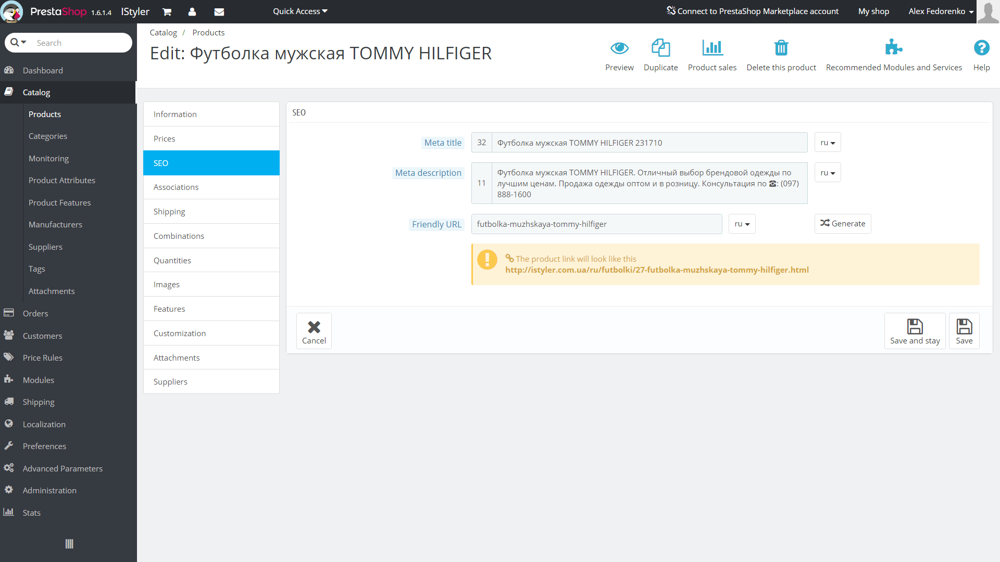 PrestaShop 1.6.1.4 IStyler Quick Access Connect to PrestaShop Marketplace account My shop Alex Fedorenko
Search
Dashboard
Catalog
Products
Categories
Monitoring
Product Attributes
Product Features
Manufacturers
Suppliers
Tags
Attachments
Orders
Customers
Price Rules
Modules
Shipping
Localization
Preferences
Advanced Parameters
Administration
Stats
Catalog / Products
Edit: Футболка мужская TOMMY HILFIGER
Preview Duplicate Product sales Delete this product Recommended Modules and Services Help
Information
Prices
SEO
Associations
Shipping
Combinations
Quantities
Images
Features
Customization
Attachments
Suppliers
SEO
Meta title 32 Футболка мужская TOMMY HILFIGER 231710 ru
Meta description 11 Футболка мужская TOMMY HILFIGER. Отличный выбор брендовой одежды по
лучшим ценам. Продажа одежды оптом и в розницу. Консультация по ☎: (097)
888-1600
ru
Friendly URL futbolka-muzhskaya-tommy-hilfiger ru Generate
The product link will look like this
http://istyler.com.ua/ru/futbolki/27-futbolka-muzhskaya-tommy-hilfiger.html
Cancel Save and stay Save